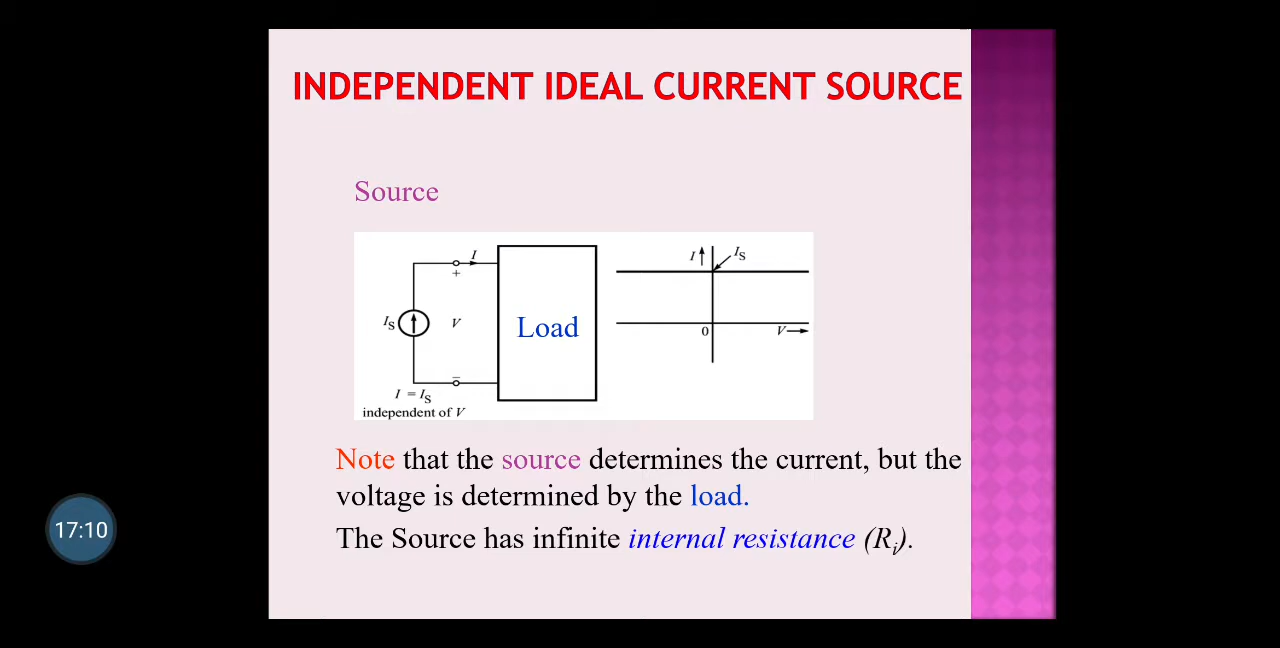 INDEPENDENT IDEAL CURRENT SOURCE
Source
I
+
I_S
V
Load
–
I = I_S
independent of V
I
I_S
0
V
Note that the source determines the current, but the
voltage is determined by the load.
The Source has infinite internal resistance (R_i).
17:10